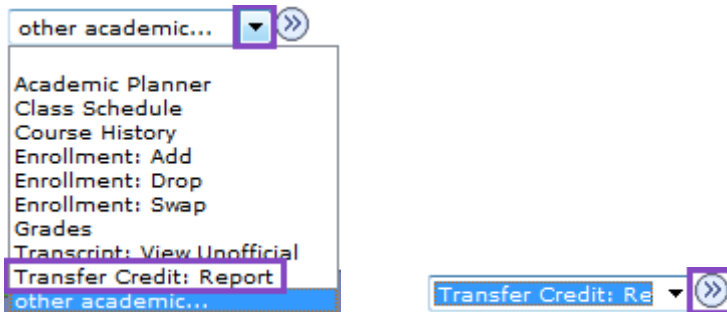 other academic...
Academic Planner
Class Schedule
Course History
Enrollment: Add
Enrollment: Drop
Enrollment: Swap
Grades
Transcript: View Unofficial
Transfer Credit: Report
other academic...
Transfer Credit: Re